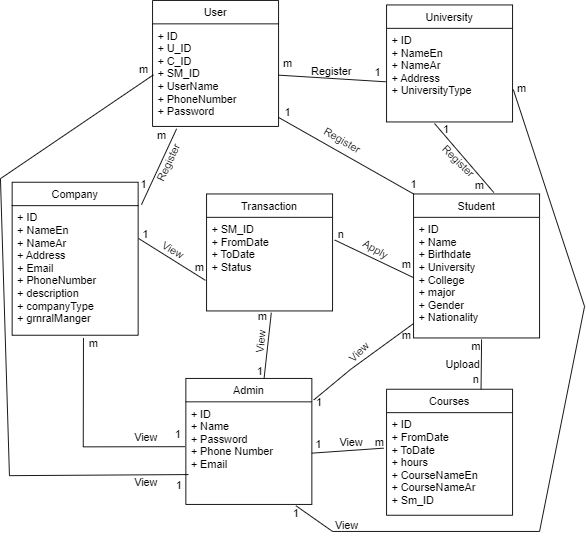 User
+ ID
+ U_ID
+ C_ID
+ SM_ID
+ UserName
+ PhoneNumber
+ Password
University
+ ID
+ NameEn
+ NameAr
+ Address
+ UniversityType
m
m
Register
1
m
m
1
Register
1
Register
1
Register
m
1
1
Company
+ ID
+ NameEn
+ NameAr
+ Address
+ Email
+ PhoneNumber
+ description
+ companyType
+ grnralManger
Transaction
+ SM_ID
+ FromDate
+ ToDate
+ Status
Student
+ ID
+ Name
+ Birthdate
+ University
+ College
+ major
+ Gender
+ Nationality
1
View
m
n
Apply
m
m
View
1
m
View
1
m
m
Upload
n
Admin
+ ID
+ Name
+ Password
+ Phone Number
+ Email
Courses
+ ID
+ FromDate
+ ToDate
+ hours
+ CourseNameEn
+ CourseNameAr
+ Sm_ID
View
1
1
View
m
View
1
1
View